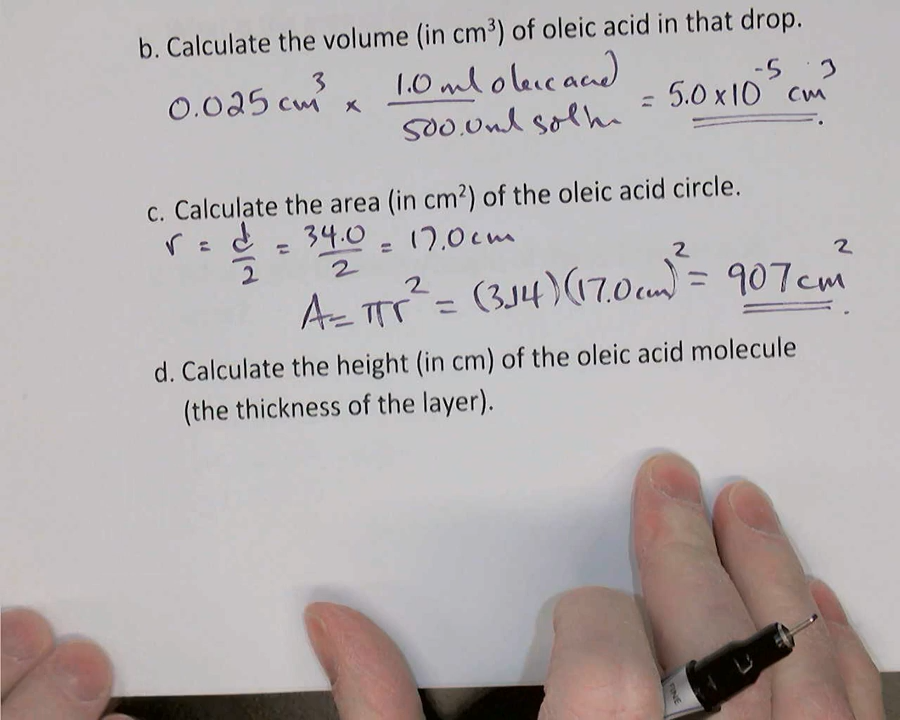 b. Calculate the volume (in cm³) of oleic acid in that drop.
0.025 cm³ × 1.0 ml oleic acid / 500.0 ml soln = 5.0 x 10⁻⁵ cm³.
c. Calculate the area (in cm²) of the oleic acid circle.
r = d/2 = 34.0/2 = 17.0 cm
A = πr² = (3.14)(17.0 cm)² = 907 cm².
d. Calculate the height (in cm) of the oleic acid molecule
(the thickness of the layer).